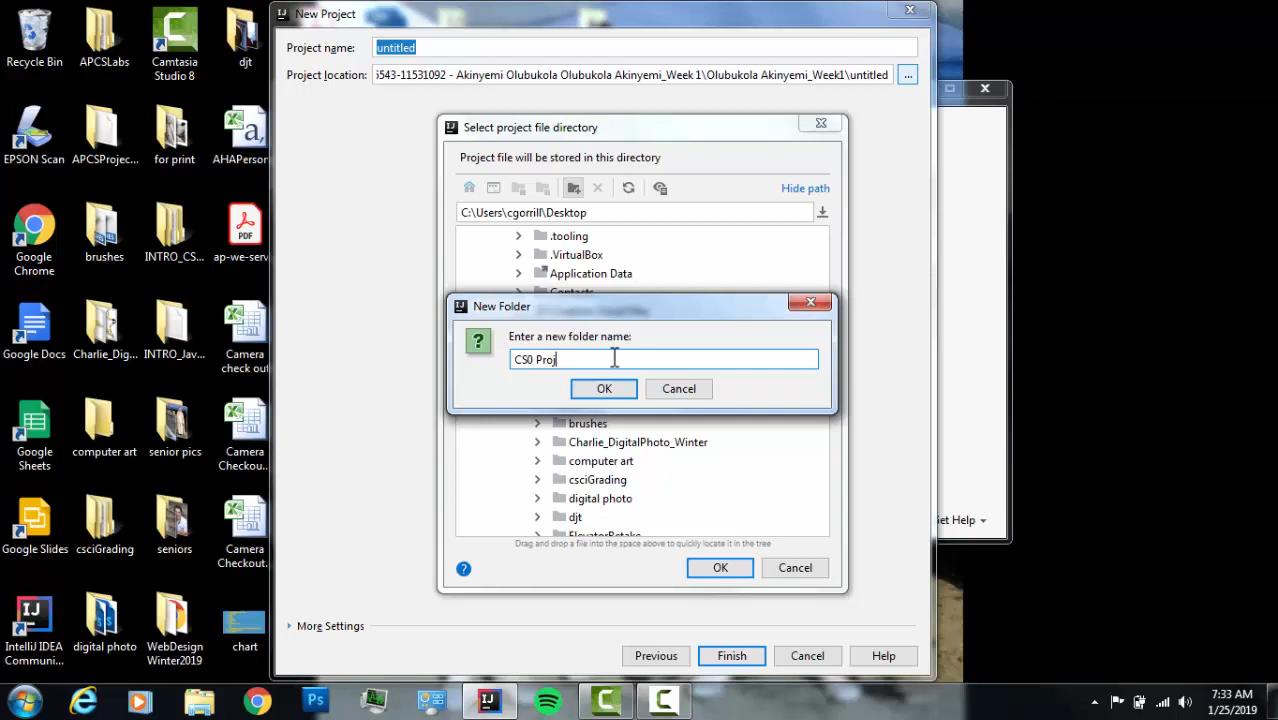 New Project
Project name: untitled
Project location: ;543-11531092 - Akinyemi Olubukola Olubukola Akinyemi_Week 1\Olubukola Akinyemi_Week1\untitled ...
Select project file directory
Project file will be stored in this directory
Hide path
C:\Users\cgorrill\Desktop
.tooling
.VirtualBox
Application Data
New Folder
Enter a new folder name:
CS0 Proj
OK Cancel
brushes
Charlie_DigitalPhoto_Winter
computer art
csciGrading
digital photo
djt
Drag and drop a file into the space above to quickly locate it in the tree
OK Cancel
More Settings
Previous Finish Cancel Help
Get Help
Recycle Bin
APCSLabs
Camtasia Studio 8
djt
EPSON Scan
APCSProjec...
for print
AHAPerson
Google Chrome
brushes
INTRO_CS...
PDF
ap-we-serv
Google Docs
Charlie_Dig...
INTRO_Jav...
Camera check out
Google Sheets
computer art
senior pics
Camera Checkou...
Google Slides
csciGrading
seniors
Camera Checkout.
IntelliJ IDEA Communi...
digital photo
WebDesign Winter2019
chart
7:33 AM
1/25/2019